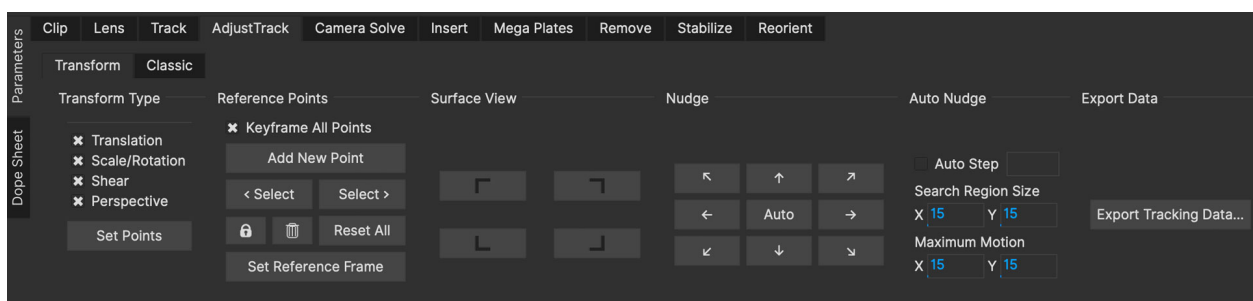 Parameters
Dope Sheet
Clip Lens Track AdjustTrack Camera Solve Insert Mega Plates Remove Stabilize Reorient
Transform Classic
Transform Type
Translation
Scale/Rotation
Shear
Perspective
Set Points
Reference Points
Keyframe All Points
Add New Point
< Select Select >
Reset All
Set Reference Frame
Surface View
Nudge
Auto
Auto Nudge
Auto Step
Search Region Size
X 15 Y 15
Maximum Motion
X 15 Y 15
Export Data
Export Tracking Data...